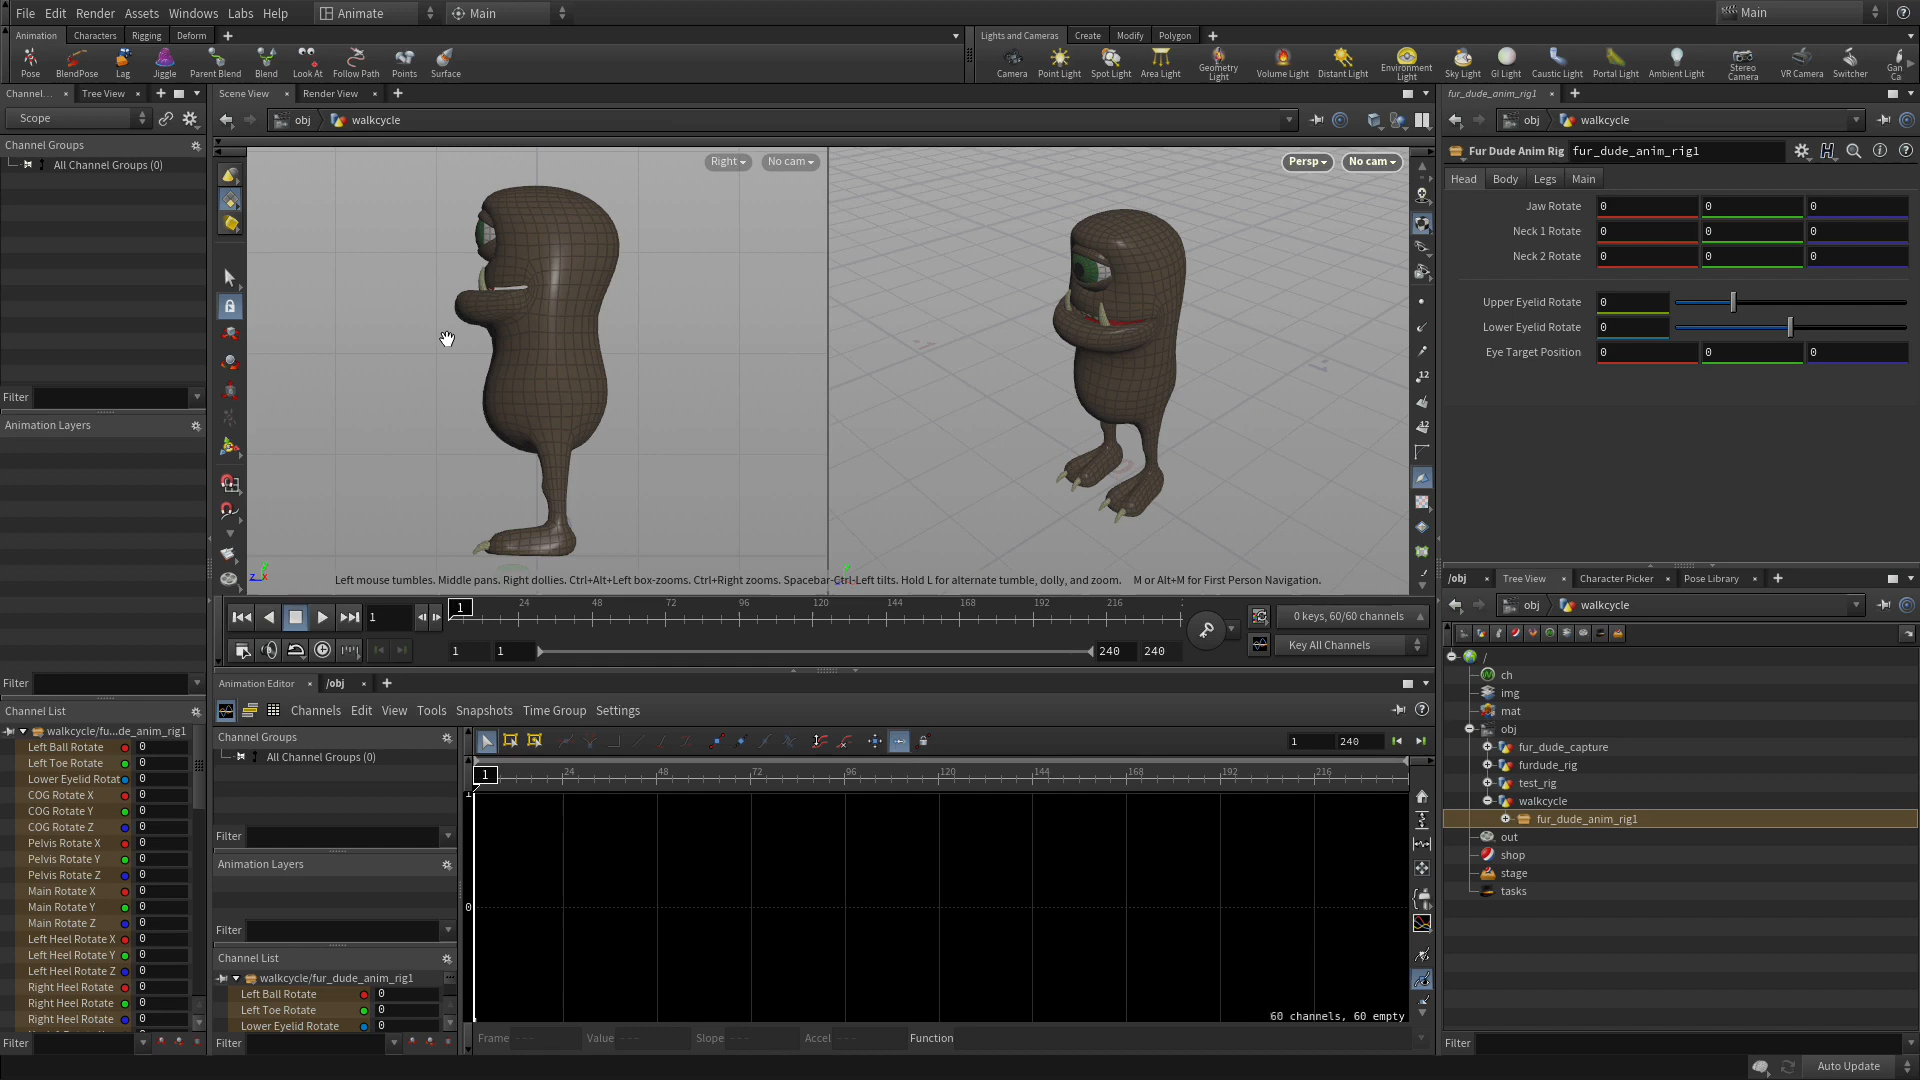 File Edit Render Assets Windows Labs Help Animate Main Main
Animation Characters Rigging Deform Lights and Cameras Create Modify Polygon
Pose BlendPose Lag Jiggle Parent Blend Blend Look At Follow Path Points Surface Camera Point Light Spot Light Area Light Geometry Light Volume Light Distant Light Environment Light Sky Light GI Light Caustic Light Portal Light Ambient Light Stereo Camera VR Camera Switcher
Channel... Tree View Scene View Render View fur_dude_anim_rig1
Scope obj walkcycle obj walkcycle
Channel Groups
All Channel Groups (0)
Right No cam Persp No cam
Fur Dude Anim Rig fur_dude_anim_rig1
Head Body Legs Main
Jaw Rotate 0 0 0
Neck 1 Rotate 0 0 0
Neck 2 Rotate 0 0 0
Upper Eyelid Rotate 0
Lower Eyelid Rotate 0
Eye Target Position 0 0 0
Filter
Animation Layers
Left mouse tumbles. Middle pans. Right dollies. Ctrl+Alt+Left box-zooms. Ctrl+Right zooms. Spacebar-Ctrl-Left tilts. Hold L for alternate tumble, dolly, and zoom. M or Alt+M for First Person Navigation.
/obj Tree View Character Picker Pose Library
obj walkcycle
1 1 24 48 72 96 120 144 168 192 216 0 keys, 60/60 channels
1 1 240 240 Key All Channels
Filter
Animation Editor /obj
Channels Edit View Tools Snapshots Time Group Settings
Channel List
walkcycle/fu...de_anim_rig1
Left Ball Rotate 0
Left Toe Rotate 0
Lower Eyelid Rotat 0
COG Rotate X 0
COG Rotate Y 0
COG Rotate Z 0
Pelvis Rotate X 0
Pelvis Rotate Y 0
Pelvis Rotate Z 0
Main Rotate X 0
Main Rotate Y 0
Main Rotate Z 0
Left Heel Rotate X 0
Left Heel Rotate Y 0
Left Heel Rotate Z 0
Right Heel Rotate 0
Right Heel Rotate 0
Right Heel Rotate 0
Filter
Channel Groups
All Channel Groups (0)
Filter
Animation Layers
Filter
Channel List
walkcycle/fur_dude_anim_rig1
Left Ball Rotate 0
Left Toe Rotate 0
Lower Eyelid Rotate 0
Filter
1 240
1 24 48 72 96 120 144 168 192 216
1
0
60 channels, 60 empty
Frame --- Value --- Slope --- Accel --- Function
/
ch
img
mat
obj
fur_dude_capture
furdude_rig
test_rig
walkcycle
fur_dude_anim_rig1
out
shop
stage
tasks
Filter
Auto Update